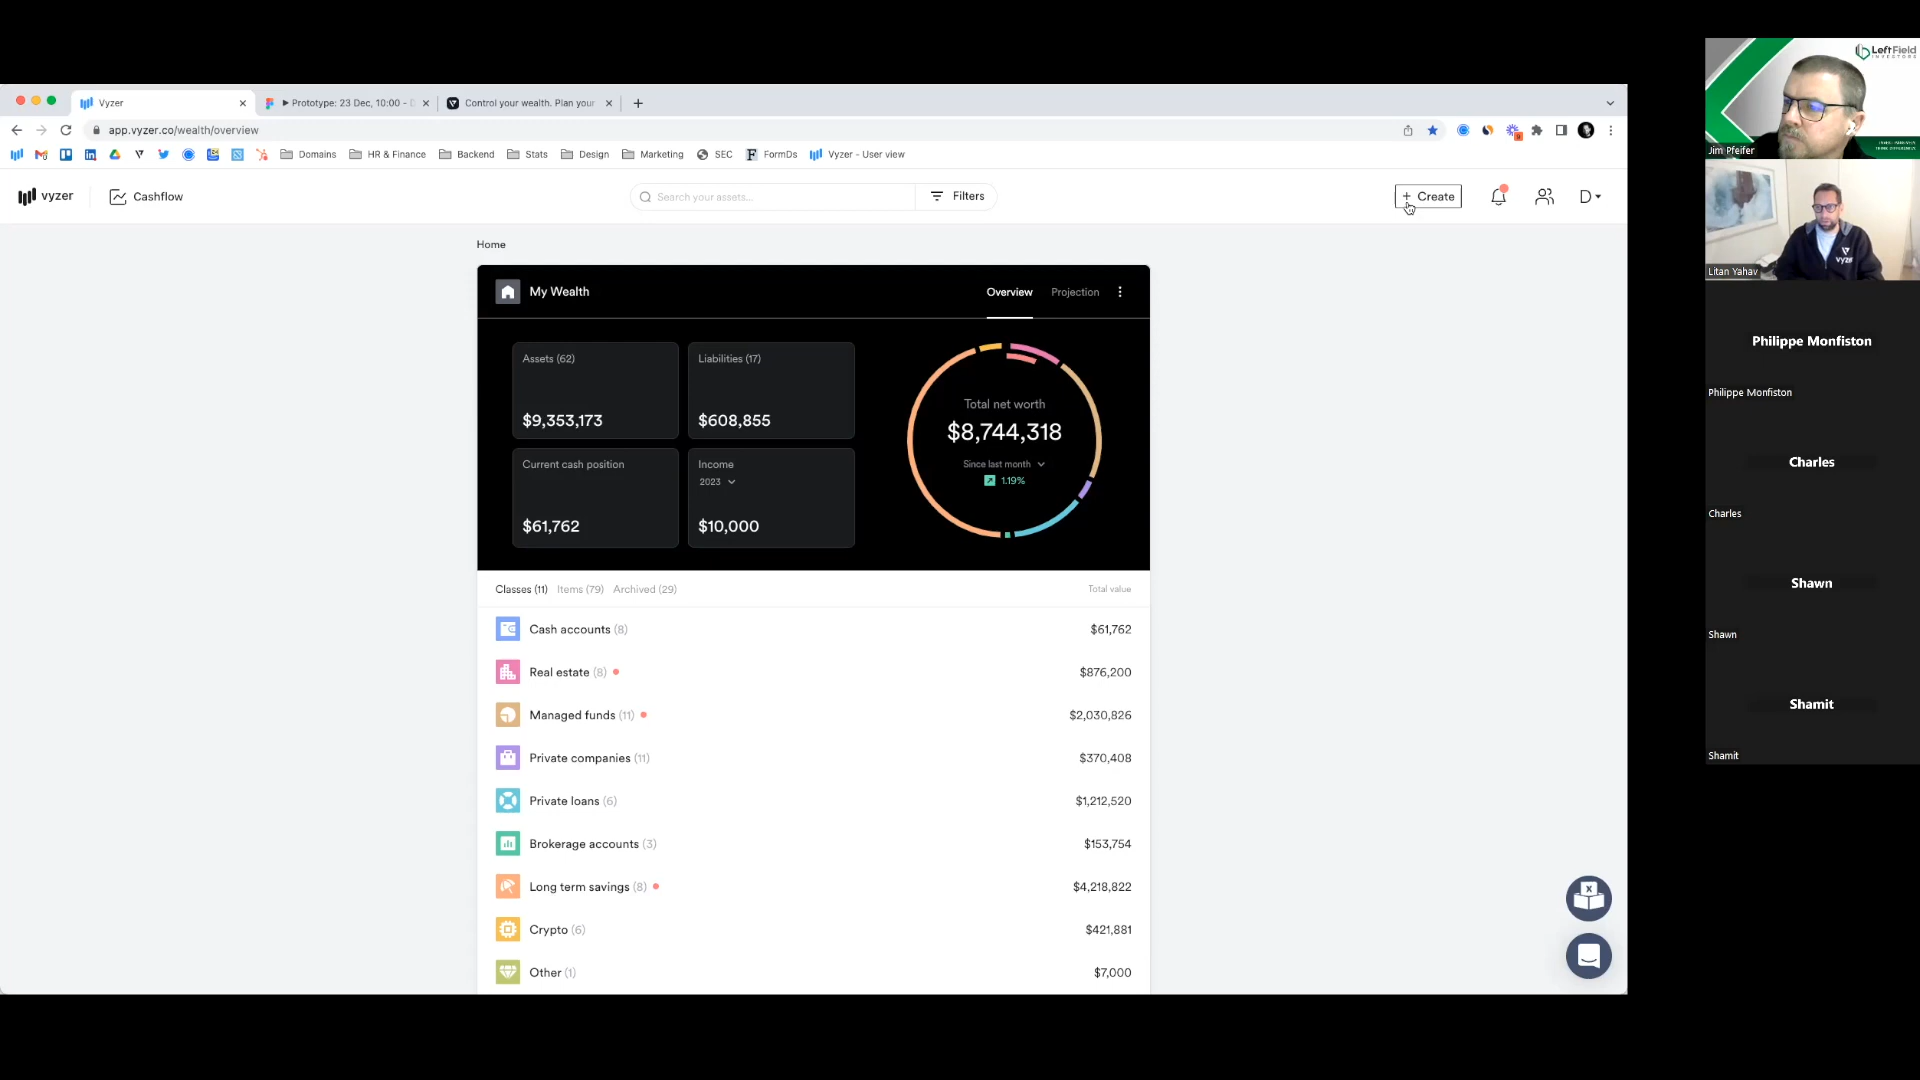 Vyzer
Prototype: 23 Dec, 10:00 - D
Control your wealth. Plan your
app.vyzer.co/wealth/overview
Domains
HR & Finance
Backend
Stats
Design
Marketing
SEC
FormDs
Vyzer - User view
vyzer
Cashflow
Search your assets...
Filters
+ Create
D
Home
My Wealth
Overview
Projection
Assets (62)
$9,353,173
Liabilities (17)
$608,855
Current cash position
$61,762
Income
2023
$10,000
Total net worth
$8,744,318
Since last month
1.19%
Classes (11)
Items (79)
Archived (29)
Total value
Cash accounts (8)
$61,762
Real estate (8)
$876,200
Managed funds (11)
$2,030,826
Private companies (11)
$370,408
Private loans (6)
$1,212,520
Brokerage accounts (3)
$153,754
Long term savings (8)
$4,218,822
Crypto (6)
$421,881
Other (1)
$7,000
LeftField
INVESTORS
Jim Pfeifer
vyzer
Litan Yahav
Philippe Monfiston
Philippe Monfiston
Charles
Charles
Shawn
Shawn
Shamit
Shamit